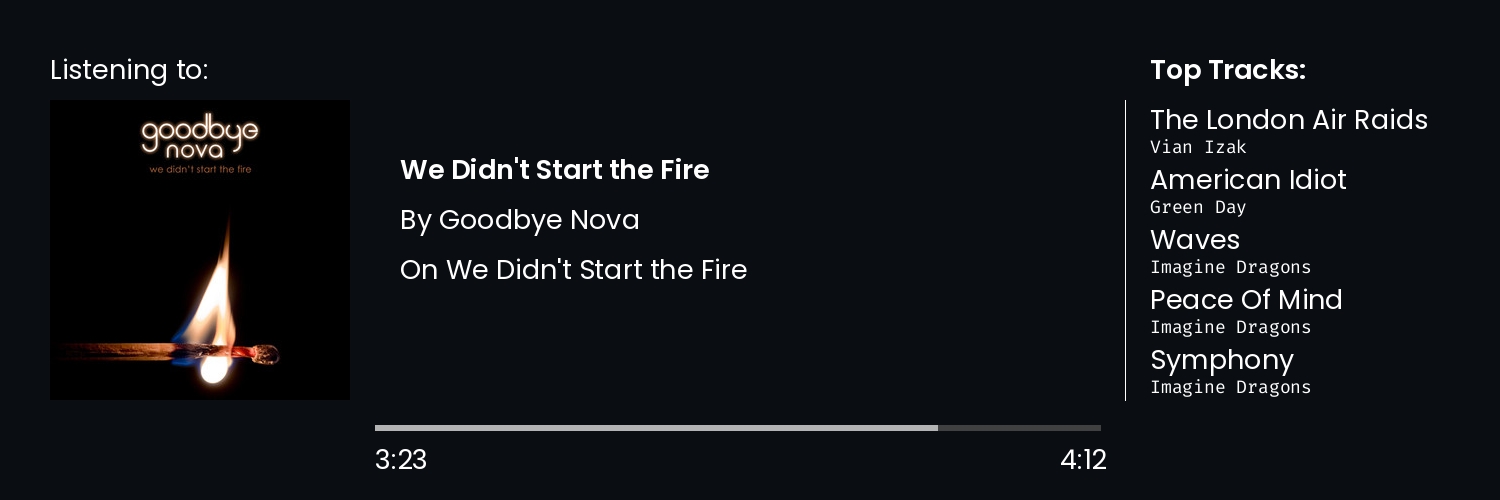 Listening to:
goodbye
nova
we didn't start the fire
We Didn't Start the Fire
By Goodbye Nova
On We Didn't Start the Fire
3:23
4:12
Top Tracks:
The London Air Raids
Vian Izak
American Idiot
Green Day
Waves
Imagine Dragons
Peace Of Mind
Imagine Dragons
Symphony
Imagine Dragons